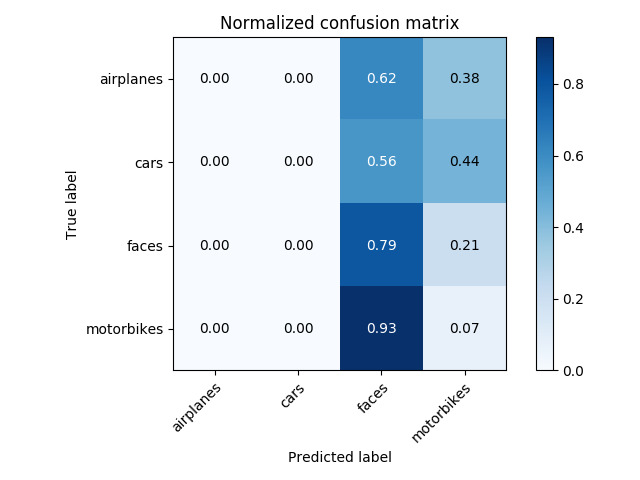 Normalized confusion matrix
airplanes 0.00 0.00 0.62 0.38
cars 0.00 0.00 0.56 0.44
faces 0.00 0.00 0.79 0.21
motorbikes 0.00 0.00 0.93 0.07
True label
airplanes cars faces motorbikes
Predicted label
0.8
0.6
0.4
0.2
0.0